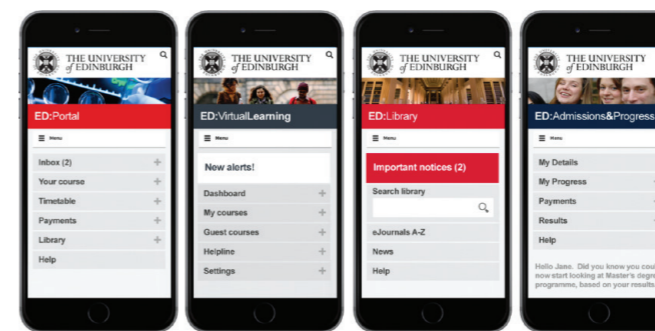 THE UNIVERSITY
of EDINBURGH
ED:Portal
Menu
Inbox (2)
Your course
Timetable
Payments
Library
Help
THE UNIVERSITY
of EDINBURGH
ED:VirtualLearning
Menu
New alerts!
Dashboard
My courses
Guest courses
Helpline
Settings
THE UNIVERSITY
of EDINBURGH
ED:Library
Menu
Important notices (2)
Search library
eJournals A-Z
News
Help
THE UNIVERSITY
of EDINBURGH
ED:Admissions&Progress
Menu
My Details
My Progress
Payments
Results
Help
Hello Jane. Did you know you
now start looking at Master's
programme, based on your results